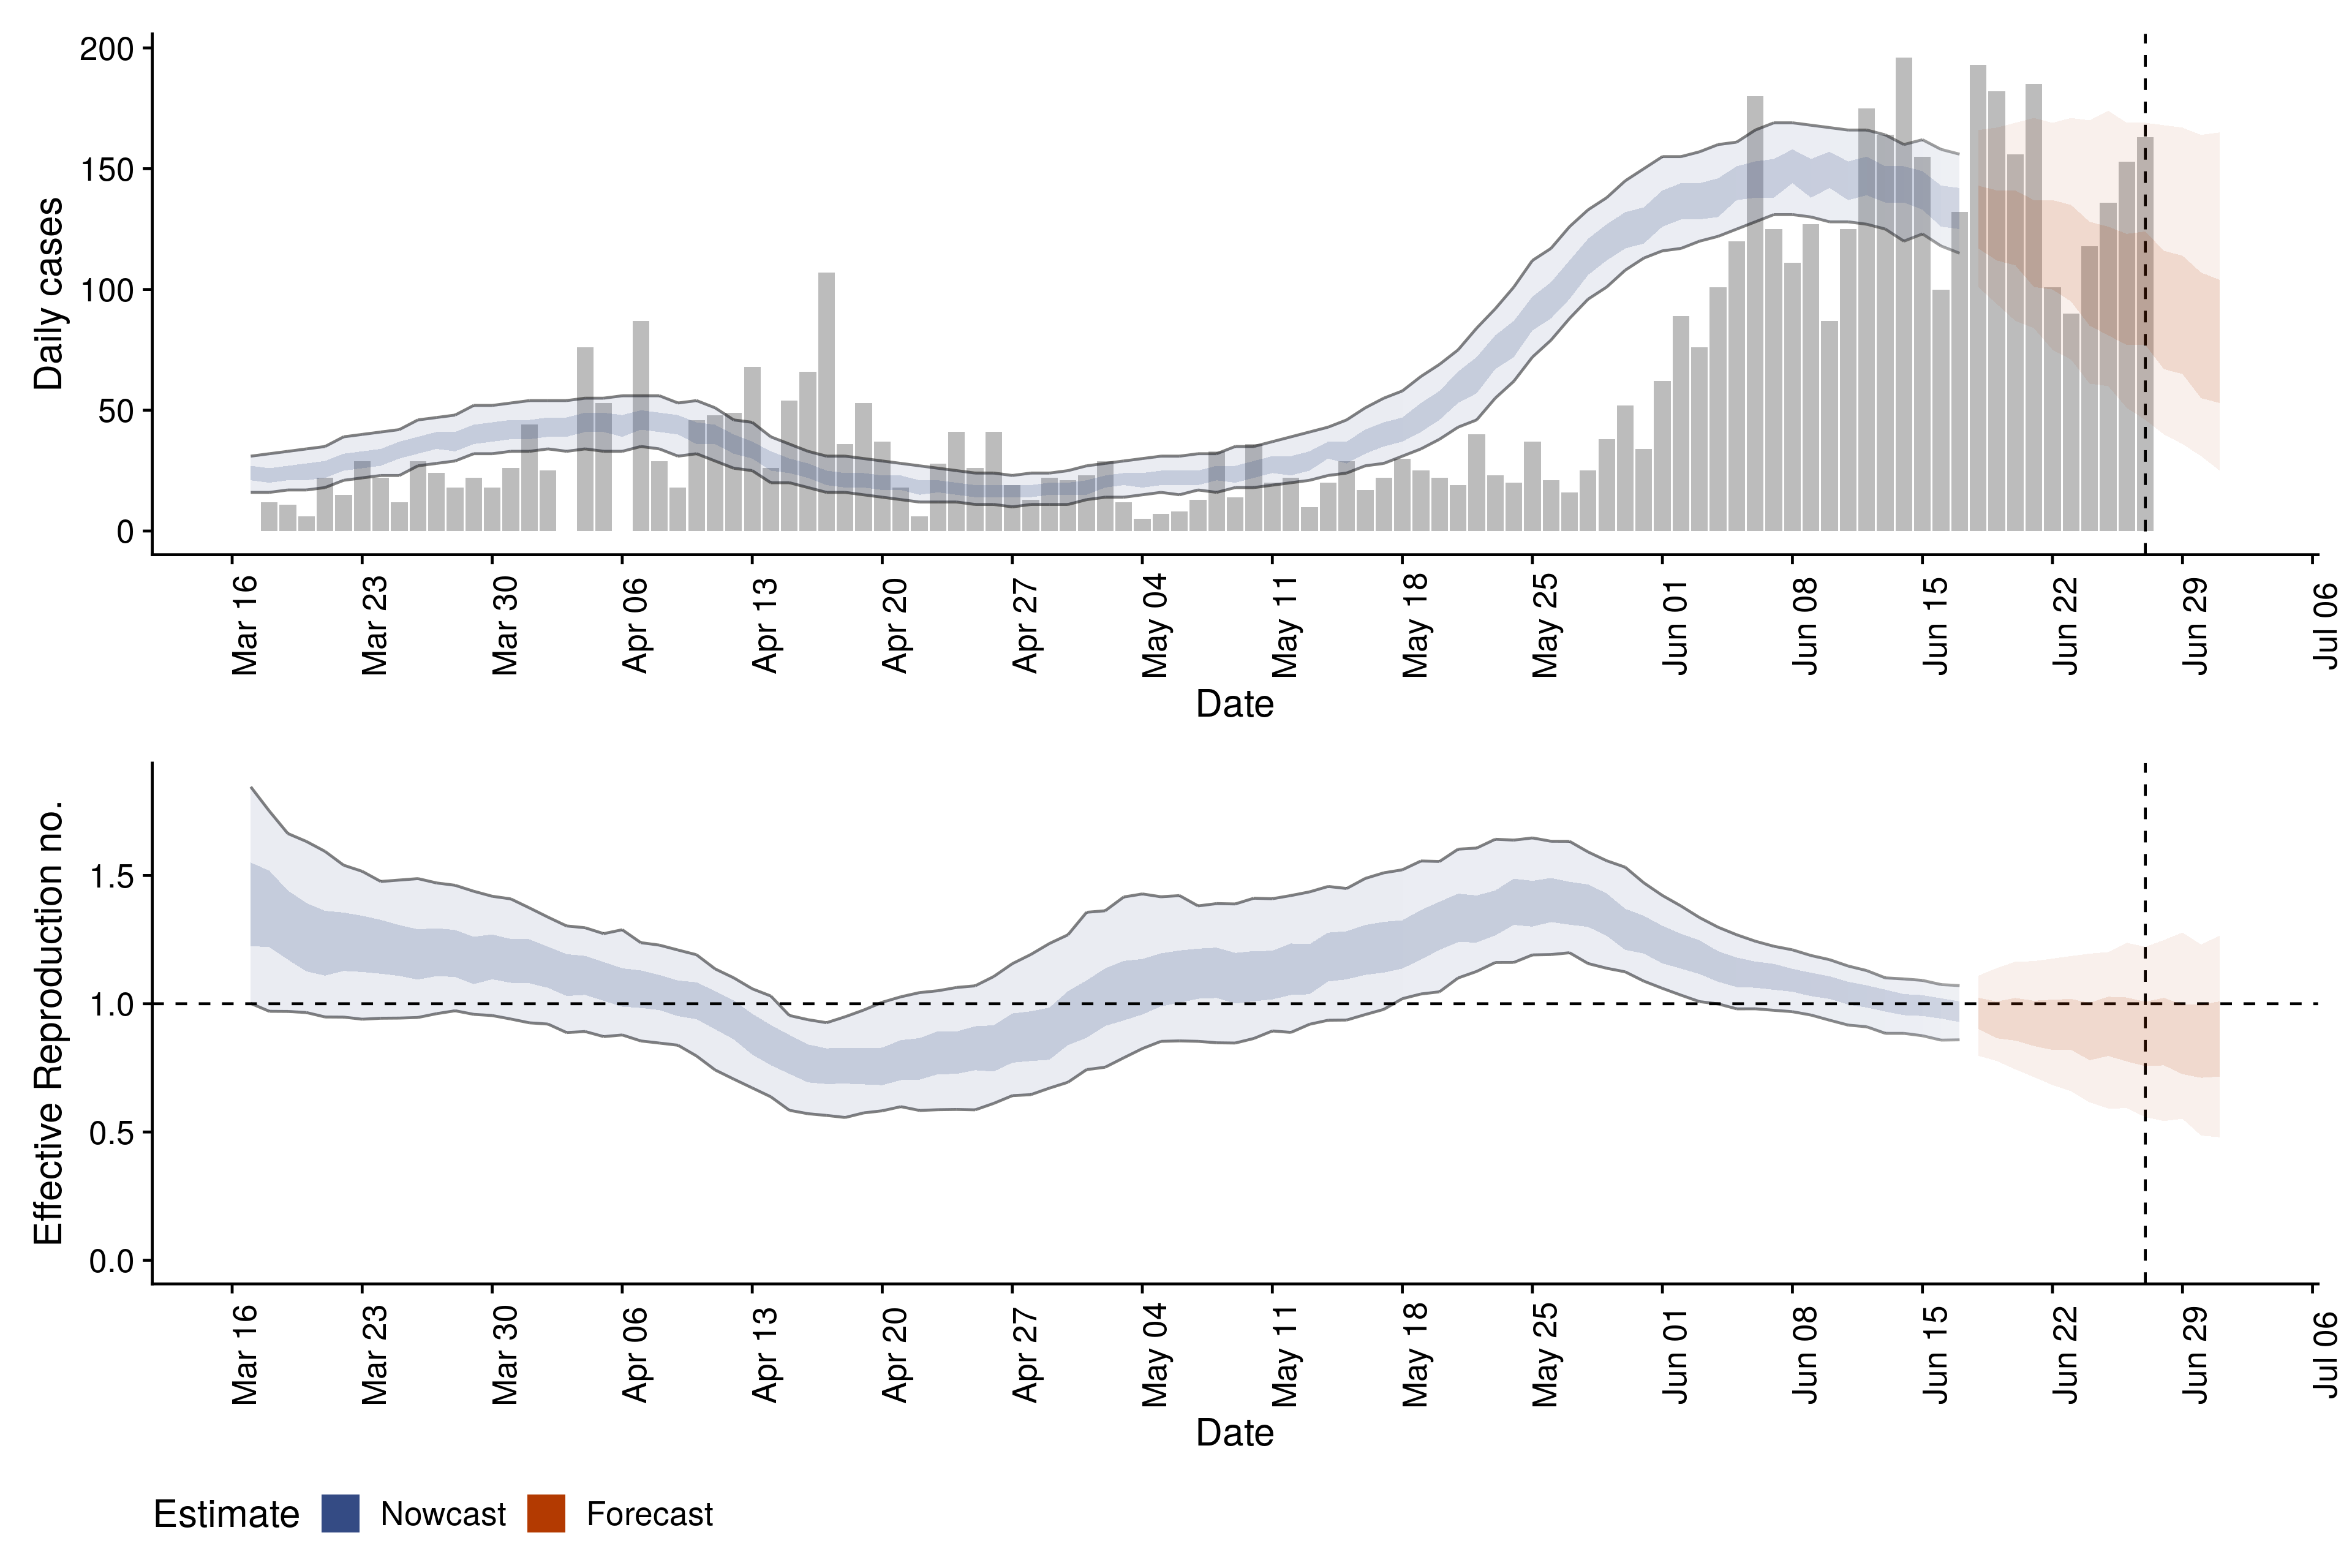 200
150
100
50
0
Daily cases
Mar 16 Mar 23 Mar 30 Apr 06 Apr 13 Apr 20 Apr 27 May 04 May 11 May 18 May 25 Jun 01 Jun 08 Jun 15 Jun 22 Jun 29 Jul 06
Date
1.5
1.0
0.5
0.0
Effective Reproduction no.
Mar 16 Mar 23 Mar 30 Apr 06 Apr 13 Apr 20 Apr 27 May 04 May 11 May 18 May 25 Jun 01 Jun 08 Jun 15 Jun 22 Jun 29 Jul 06
Date
Estimate Nowcast Forecast